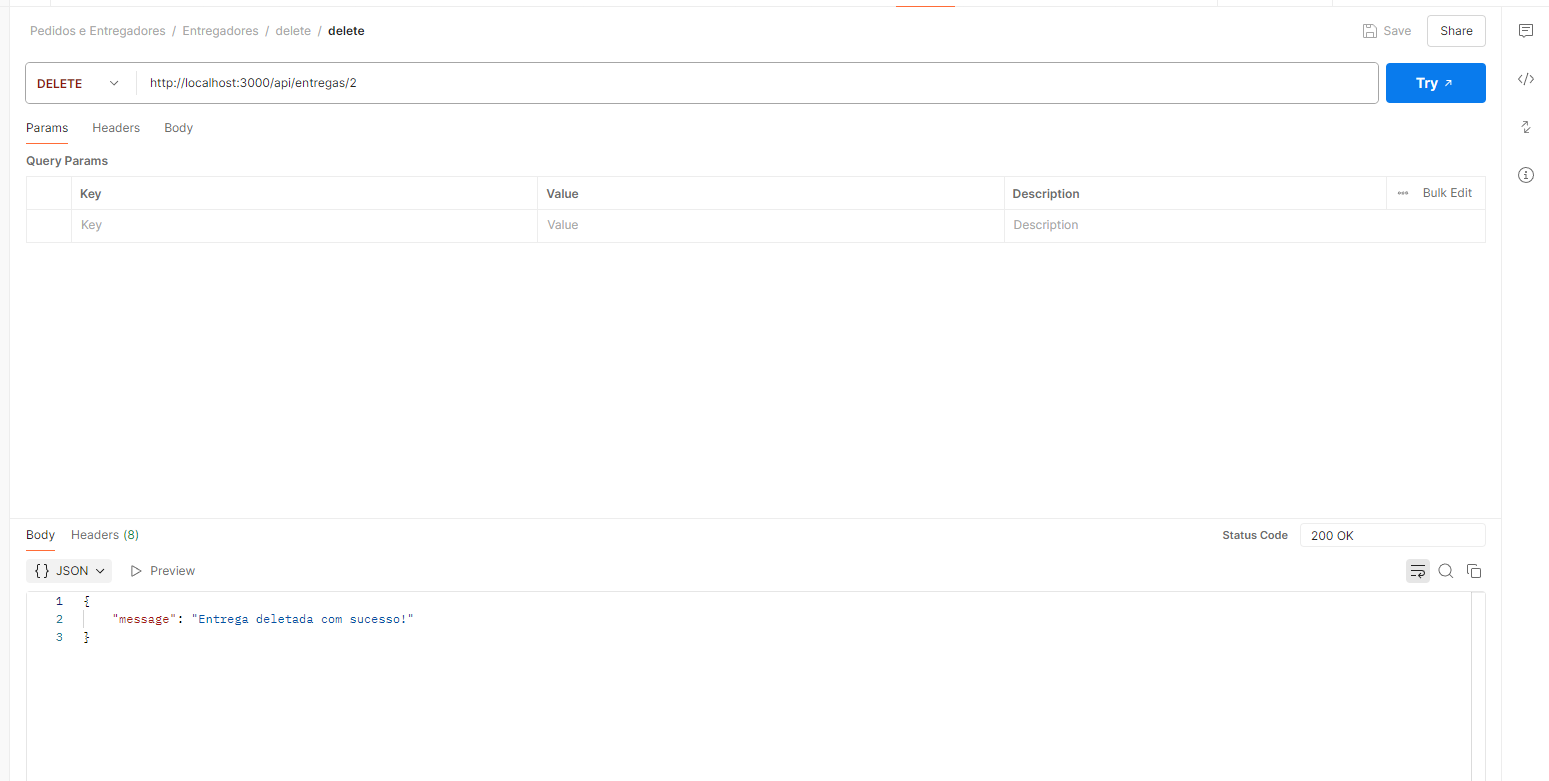 Pedidos e Entregadores / Entregadores / delete / delete
Save
Share
DELETE
http://localhost:3000/api/entregas/2
Try
Params Headers Body
Query Params
Key Value Description Bulk Edit
Key Value Description
Body Headers (8)
Status Code 200 OK
{} JSON Preview
1 {
2 "message": "Entrega deletada com sucesso!"
3 }